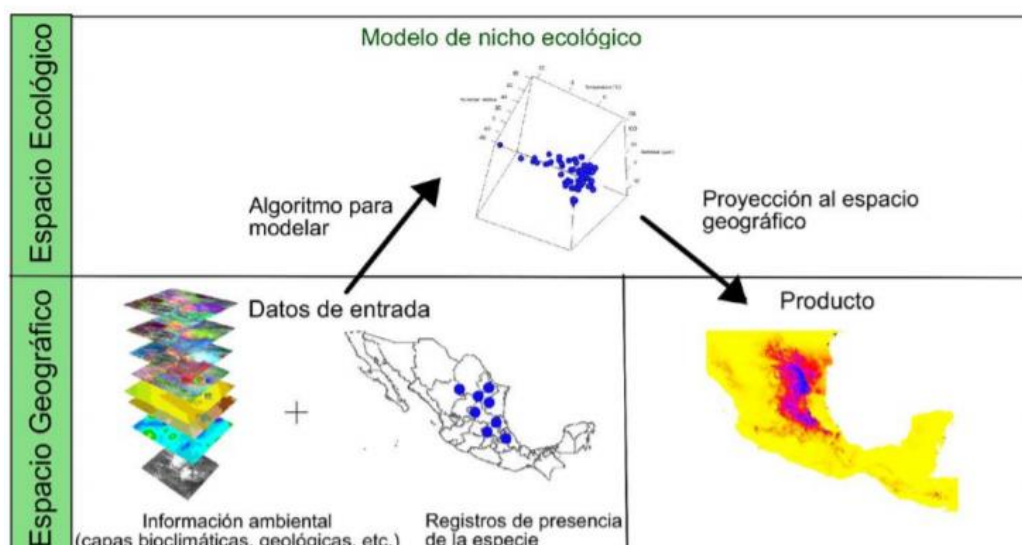 Espacio Ecológico
Modelo de nicho ecológico
Algoritmo para
modelar
Proyección al espacio
geográfico
Espacio Geográfico
Datos de entrada
Producto
+
Información ambiental
(capas bioclimáticas, geológicas, etc.)
Registros de presencia
de la especie